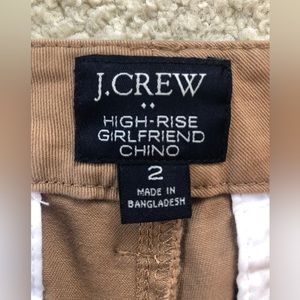 J.CREW
HIGH-RISE
GIRLFRIEND
CHINO
2
MADE IN
BANGLADESH